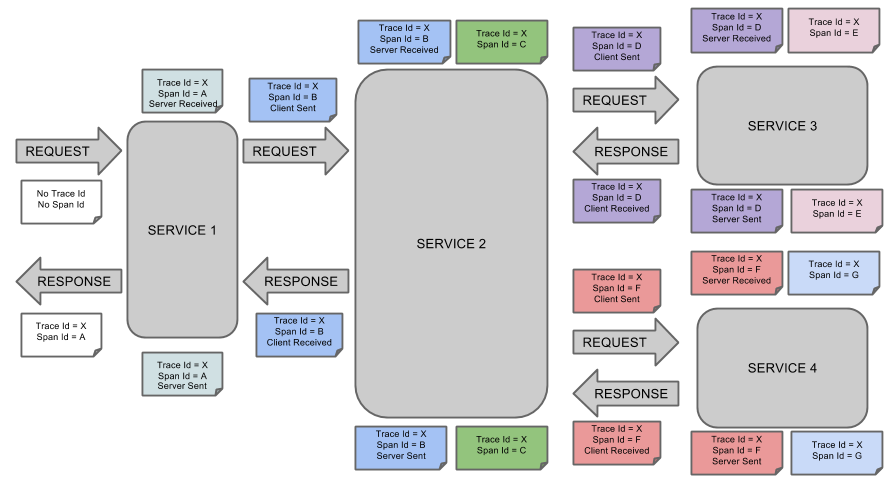 Trace Id = X
Span Id = B
Server Received
Trace Id = X
Span Id = C
Trace Id = X
Span Id = D
Client Sent
Trace Id = X
Span Id = D
Server Received
Trace Id = X
Span Id = E
Trace Id = X
Span Id = A
Server Received
Trace Id = X
Span Id = B
Client Sent
REQUEST
REQUEST
REQUEST
SERVICE 3
RESPONSE
No Trace Id
No Span Id
Trace Id = X
Span Id = D
Client Received
Trace Id = X
Span Id = D
Server Sent
Trace Id = X
Span Id = E
SERVICE 1
SERVICE 2
RESPONSE
RESPONSE
Trace Id = X
Span Id = F
Client Sent
Trace Id = X
Span Id = F
Server Received
Trace Id = X
Span Id = G
Trace Id = X
Span Id = A
Trace Id = X
Span Id = B
Client Received
REQUEST
SERVICE 4
RESPONSE
Trace Id = X
Span Id = A
Server Sent
Trace Id = X
Span Id = B
Server Sent
Trace Id = X
Span Id = C
Trace Id = X
Span Id = F
Client Received
Trace Id = X
Span Id = F
Server Sent
Trace Id = X
Span Id = G